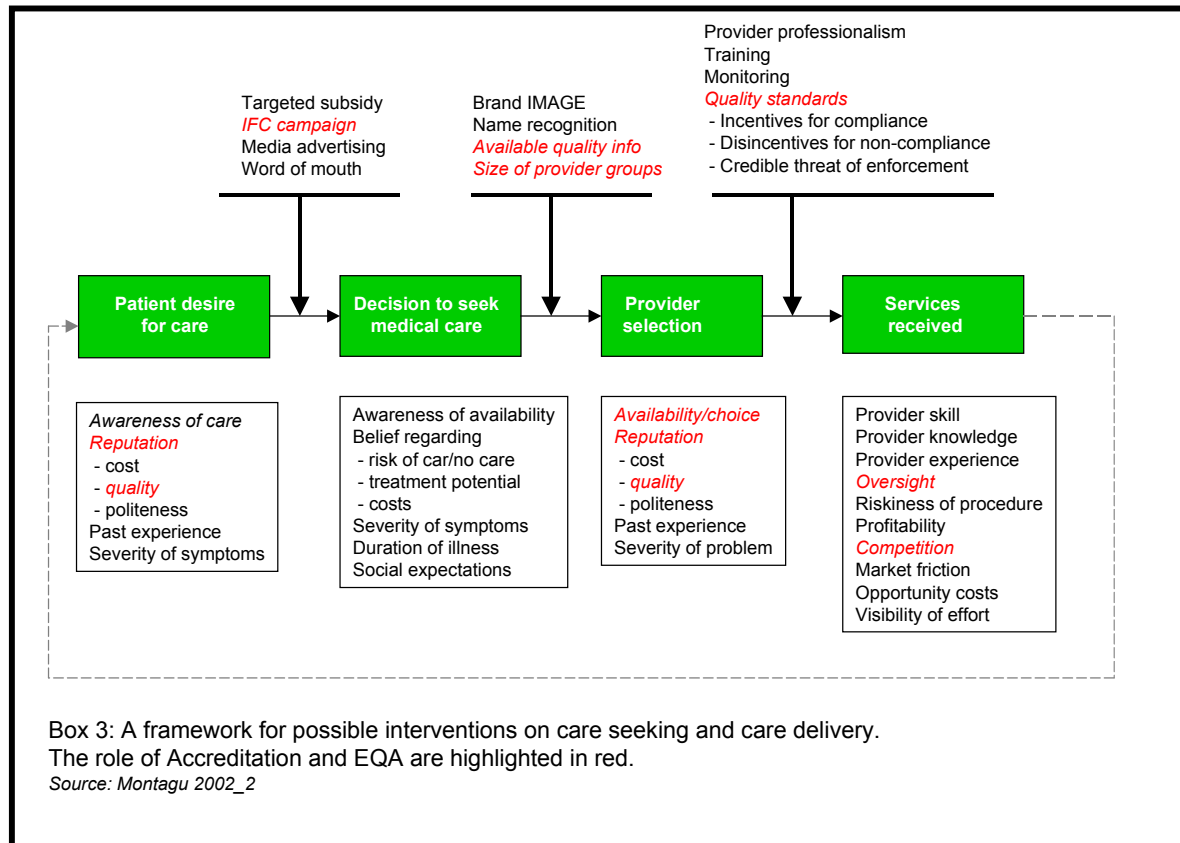 Targeted subsidy
IFC campaign
Media advertising
Word of mouth
Brand IMAGE
Name recognition
Available quality info
Size of provider groups
Provider professionalism
Training
Monitoring
Quality standards
- Incentives for compliance
- Disincentives for non-compliance
- Credible threat of enforcement
Patient desire
for care
Decision to seek
medical care
Provider
selection
Services
received
Awareness of care
Reputation
- cost
- quality
- politeness
Past experience
Severity of symptoms
Awareness of availability
Belief regarding
- risk of car/no care
- treatment potential
- costs
Severity of symptoms
Duration of illness
Social expectations
Availability/choice
Reputation
- cost
- quality
- politeness
Past experience
Severity of problem
Provider skill
Provider knowledge
Provider experience
Oversight
Riskiness of procedure
Profitability
Competition
Market friction
Opportunity costs
Visibility of effort
Box 3: A framework for possible interventions on care seeking and care delivery.
The role of Accreditation and EQA are highlighted in red.
Source: Montagu 2002_2